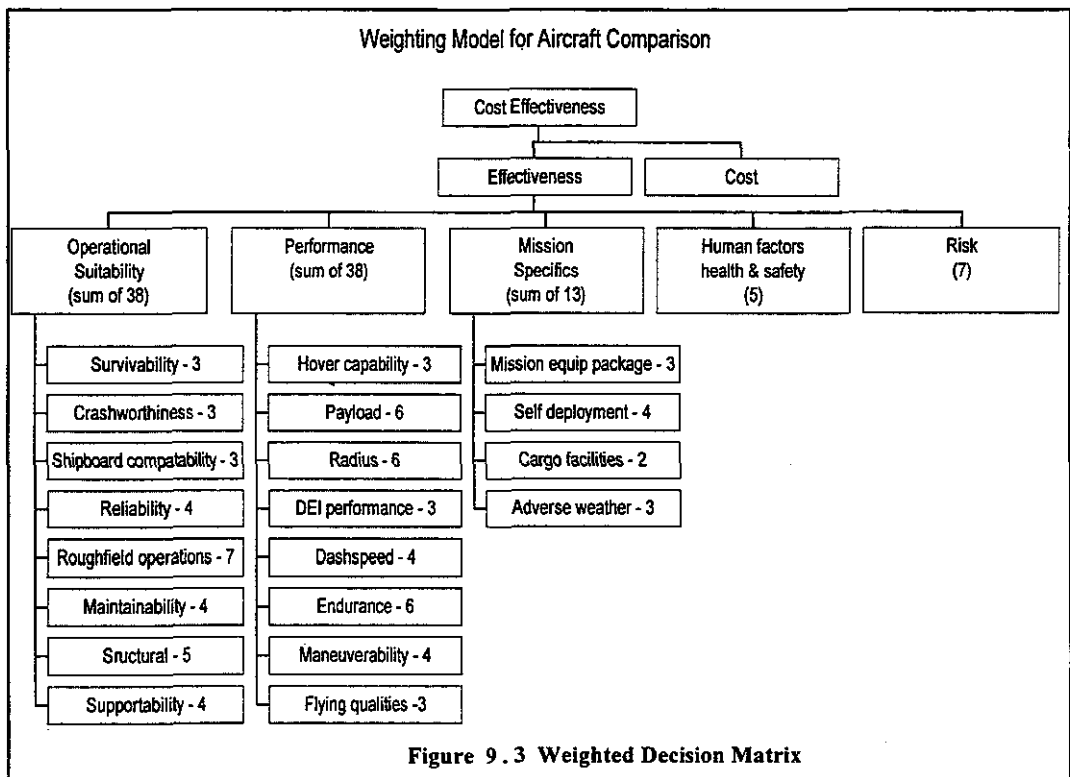 Weighting Model for Aircraft Comparison
Cost Effectiveness
Effectiveness
Cost
Operational
Suitability
(sum of 38)
Performance
(sum of 38)
Mission
Specifics
(sum of 13)
Human factors
health & safety
(5)
Risk
(7)
Survivability - 3
Crashworthiness - 3
Shipboard compatability - 3
Reliability - 4
Roughfield operations - 7
Maintainability - 4
Sructural - 5
Supportability - 4
Hover capability - 3
Payload - 6
Radius - 6
DEI performance - 3
Dashspeed - 4
Endurance - 6
Maneuverability - 4
Flying qualities -3
Mission equip package - 3
Self deployment - 4
Cargo facilities - 2
Adverse weather - 3
Figure 9.3 Weighted Decision Matrix